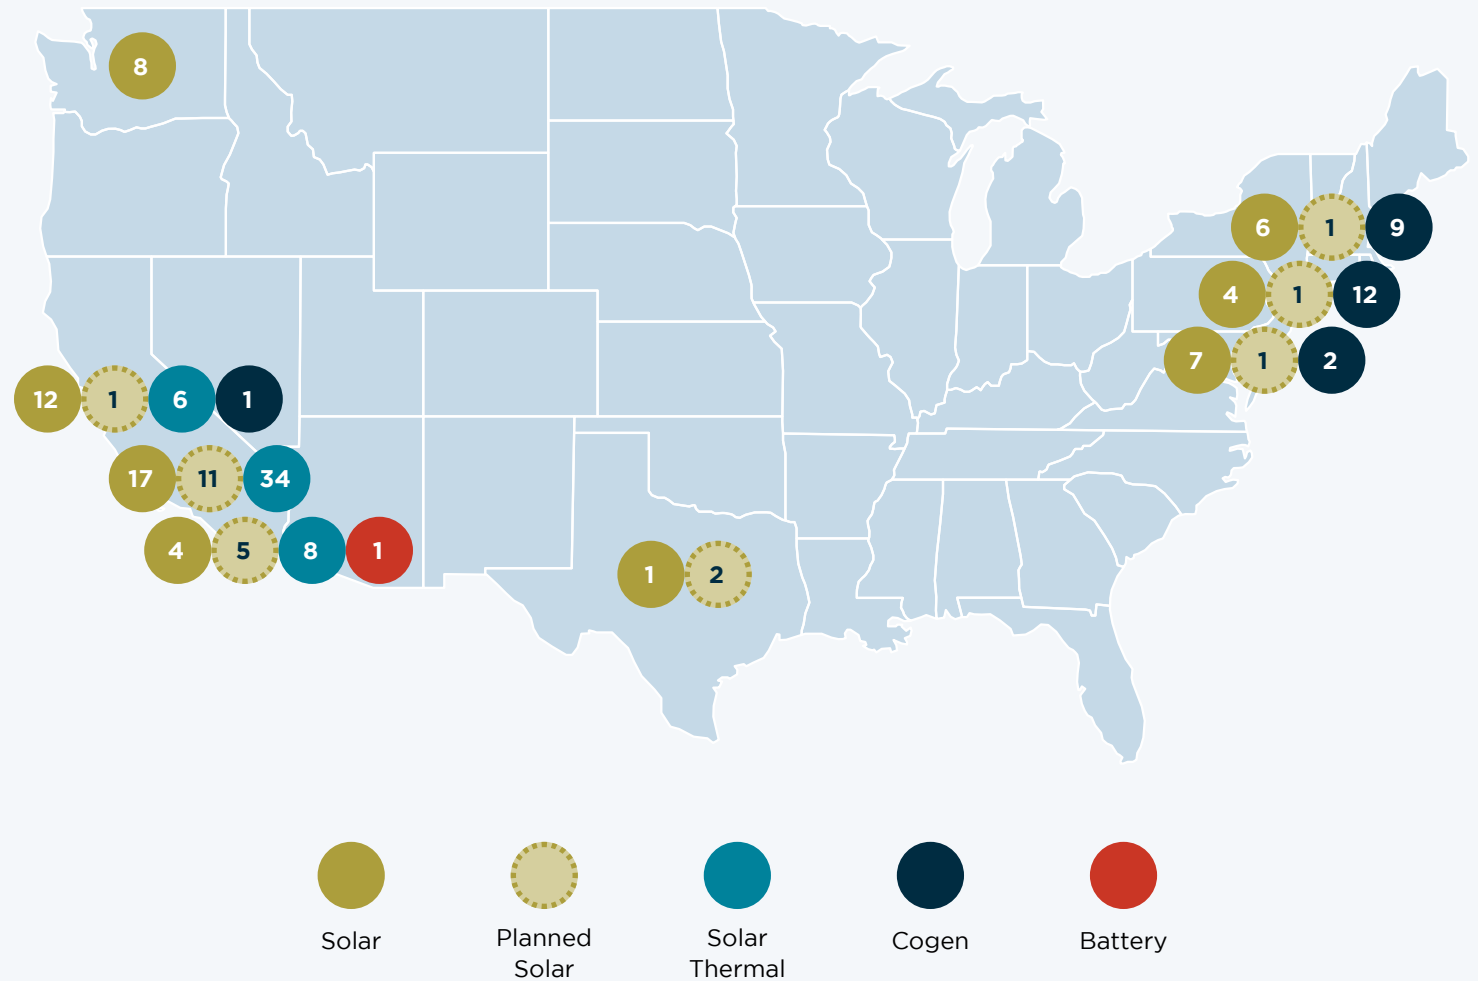 8
6 1 9
4 1 12
7 1 2
12 1 6 1
17 11 34
4 5 8 1
1 2
Solar
Planned
Solar
Solar
Thermal
Cogen
Battery